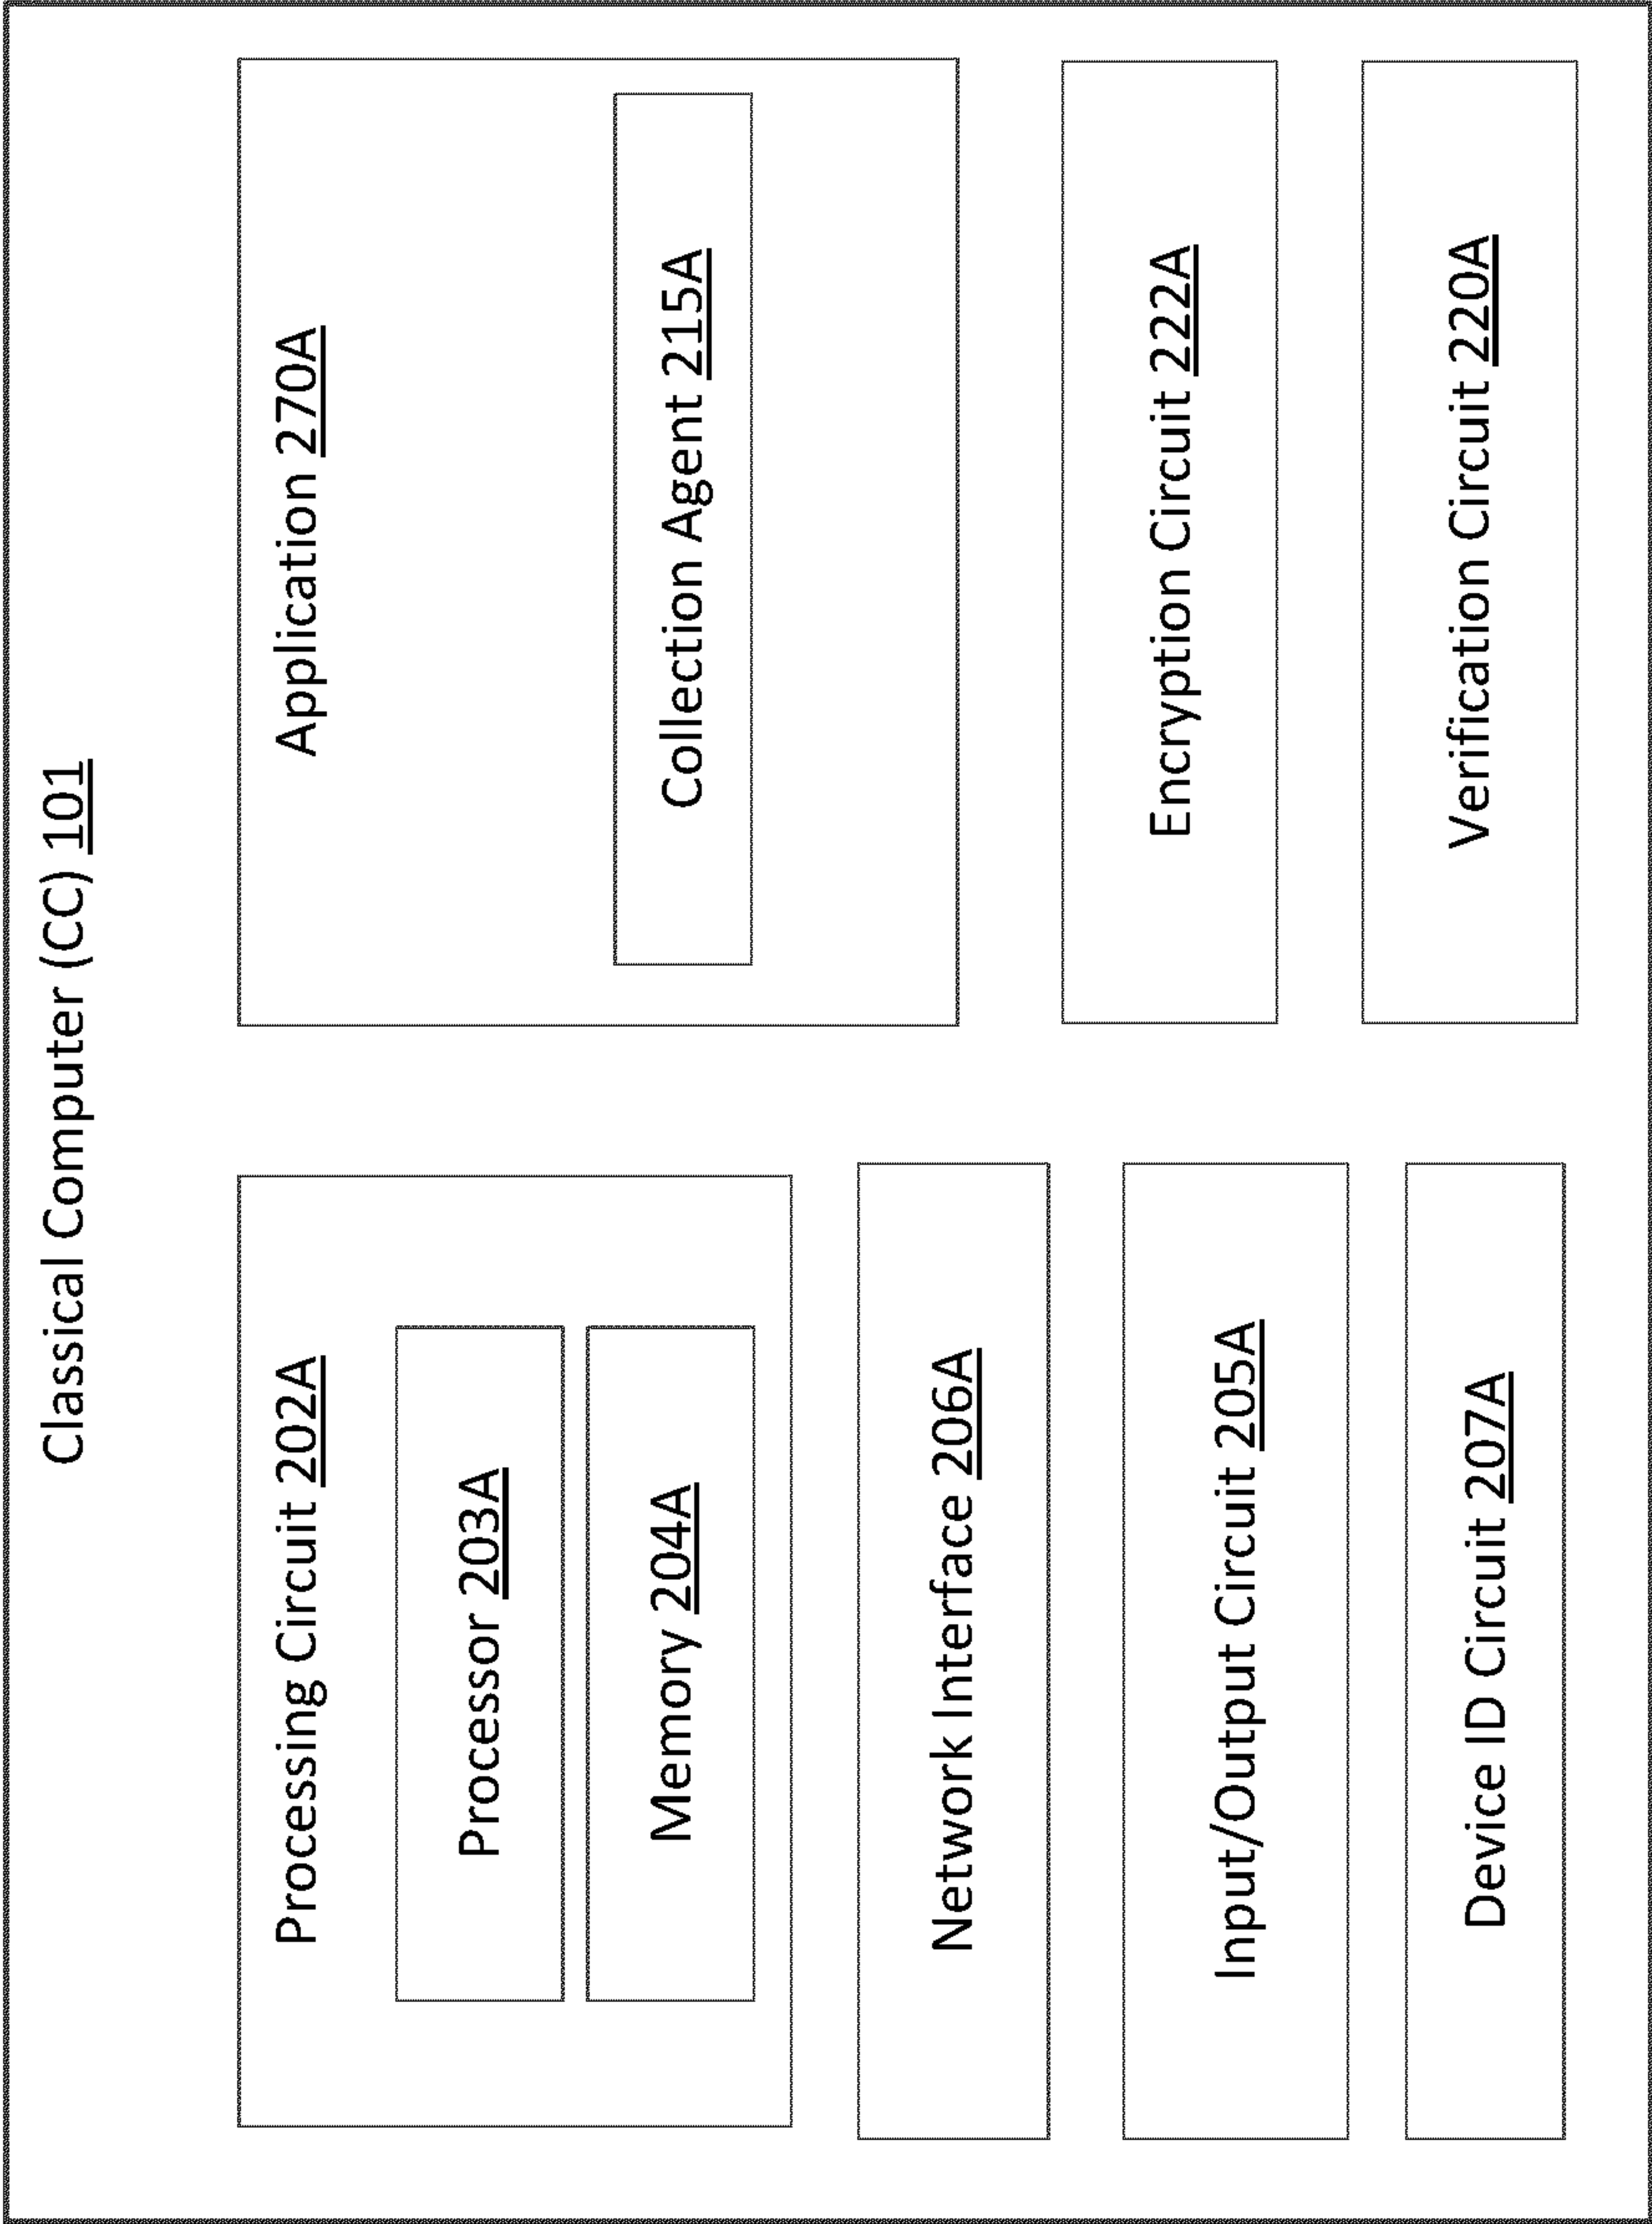 Classical Computer (CC) 101
Processing Circuit 202A
Processor 203A
Memory 204A
Network Interface 206A
Input/Output Circuit 205A
Device ID Circuit 207A
Application 270A
Collection Agent 215A
Encryption Circuit 222A
Verification Circuit 220A